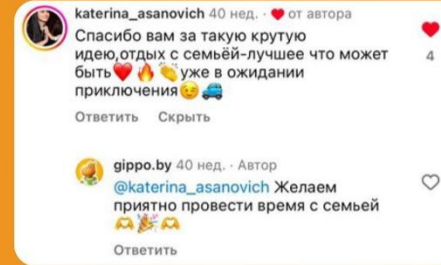 katerina_asanovich 40 нед. · ❤️ от автора
Спасибо вам за такую крутую
идею,отдых с семьёй-лучшее что может
быть❤️🔥👏уже в ожидании
приключения😉🚙
4
Ответить Скрыть
gippo.by 40 нед. · Автор
@katerina_asanovich Желаем
приятно провести время с семьей
🫶🎉🫶
Ответить